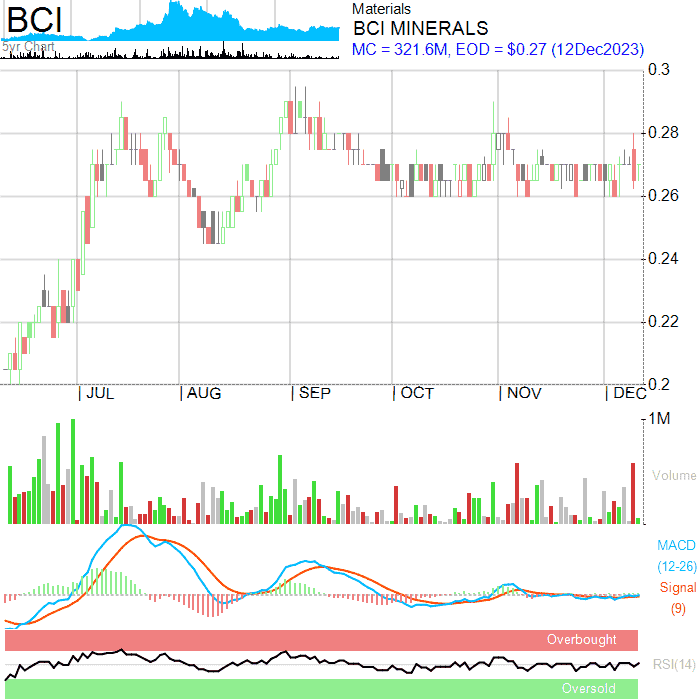 BCI
5yr Chart
Materials
BCI MINERALS
MC = 321.6M, EOD = $0.27 (12Dec2023)
0.3
0.28
0.26
0.24
0.22
0.2
JUL AUG SEP OCT NOV DEC
1M
Volume
MACD
(12-26)
Signal
(9)
Overbought
RSI(14)
Oversold